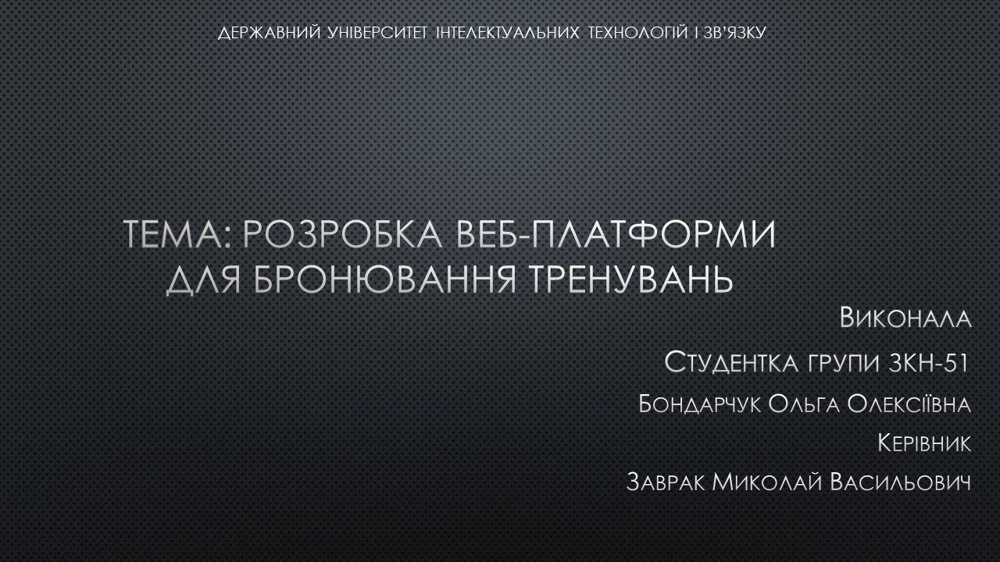 ДЕРЖАВНИЙ УНІВЕРСИТЕТ ІНТЕЛЕКТУАЛЬНИХ ТЕХНОЛОГІЙ І ЗВ’ЯЗКУ
ТЕМА: РОЗРОБКА ВЕБ-ПЛАТФОРМИ
ДЛЯ БРОНЮВАННЯ ТРЕНУВАНЬ
Виконала
Студентка групи ЗКН-51
Бондарчук Ольга Олексіївна
Керівник
Заврак Миколай Васильович